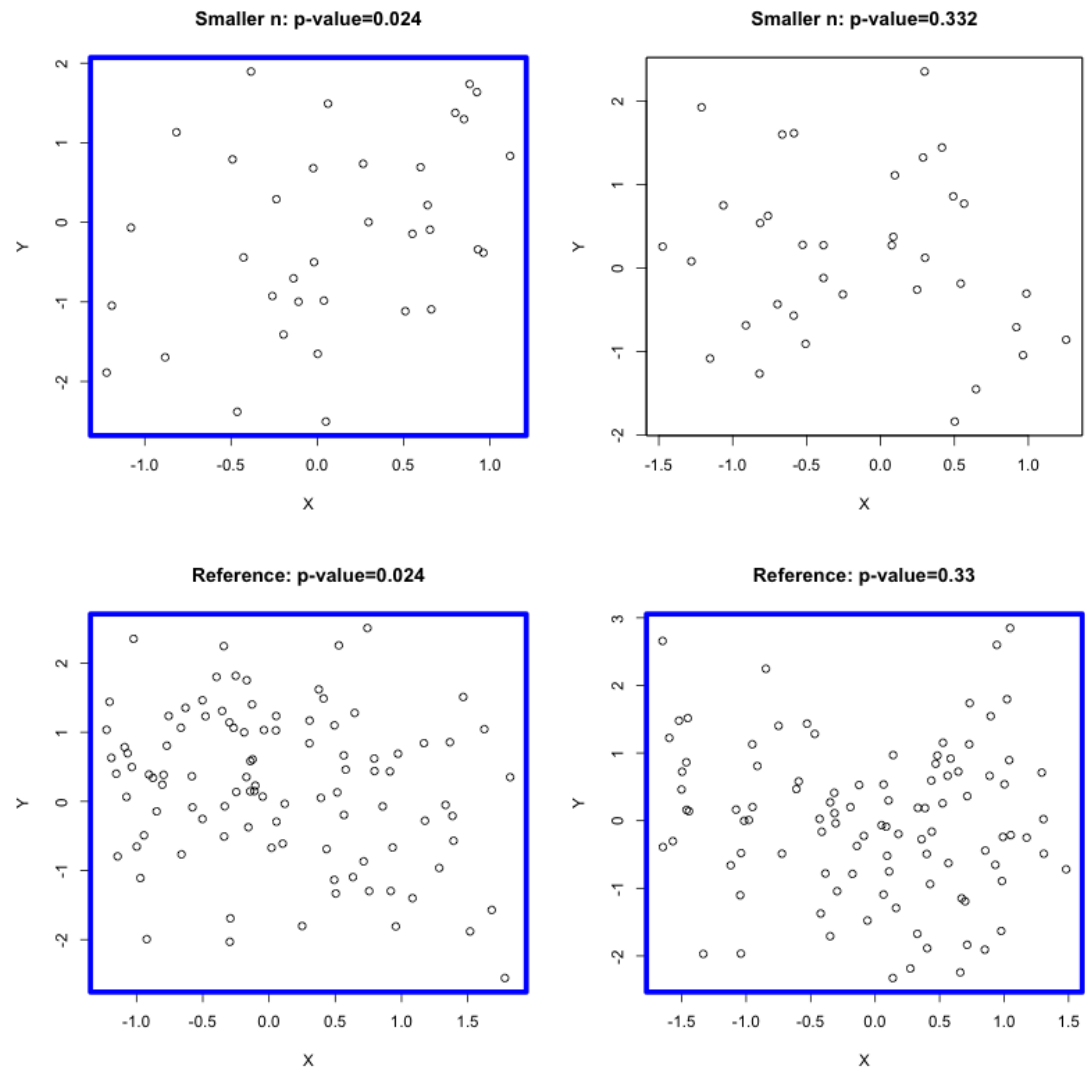 Smaller n: p-value=0.024
Smaller n: p-value=0.332
2
1
0
-1
-2
Y
-1.0 -0.5 0.0 0.5 1.0
X
2
1
0
-1
-2
Y
-1.5 -1.0 -0.5 0.0 0.5 1.0
X
Reference: p-value=0.024
Reference: p-value=0.33
2
1
0
-1
-2
Y
-1.0 -0.5 0.0 0.5 1.0 1.5
X
3
2
1
0
-1
-2
Y
-1.5 -1.0 -0.5 0.0 0.5 1.0 1.5
X